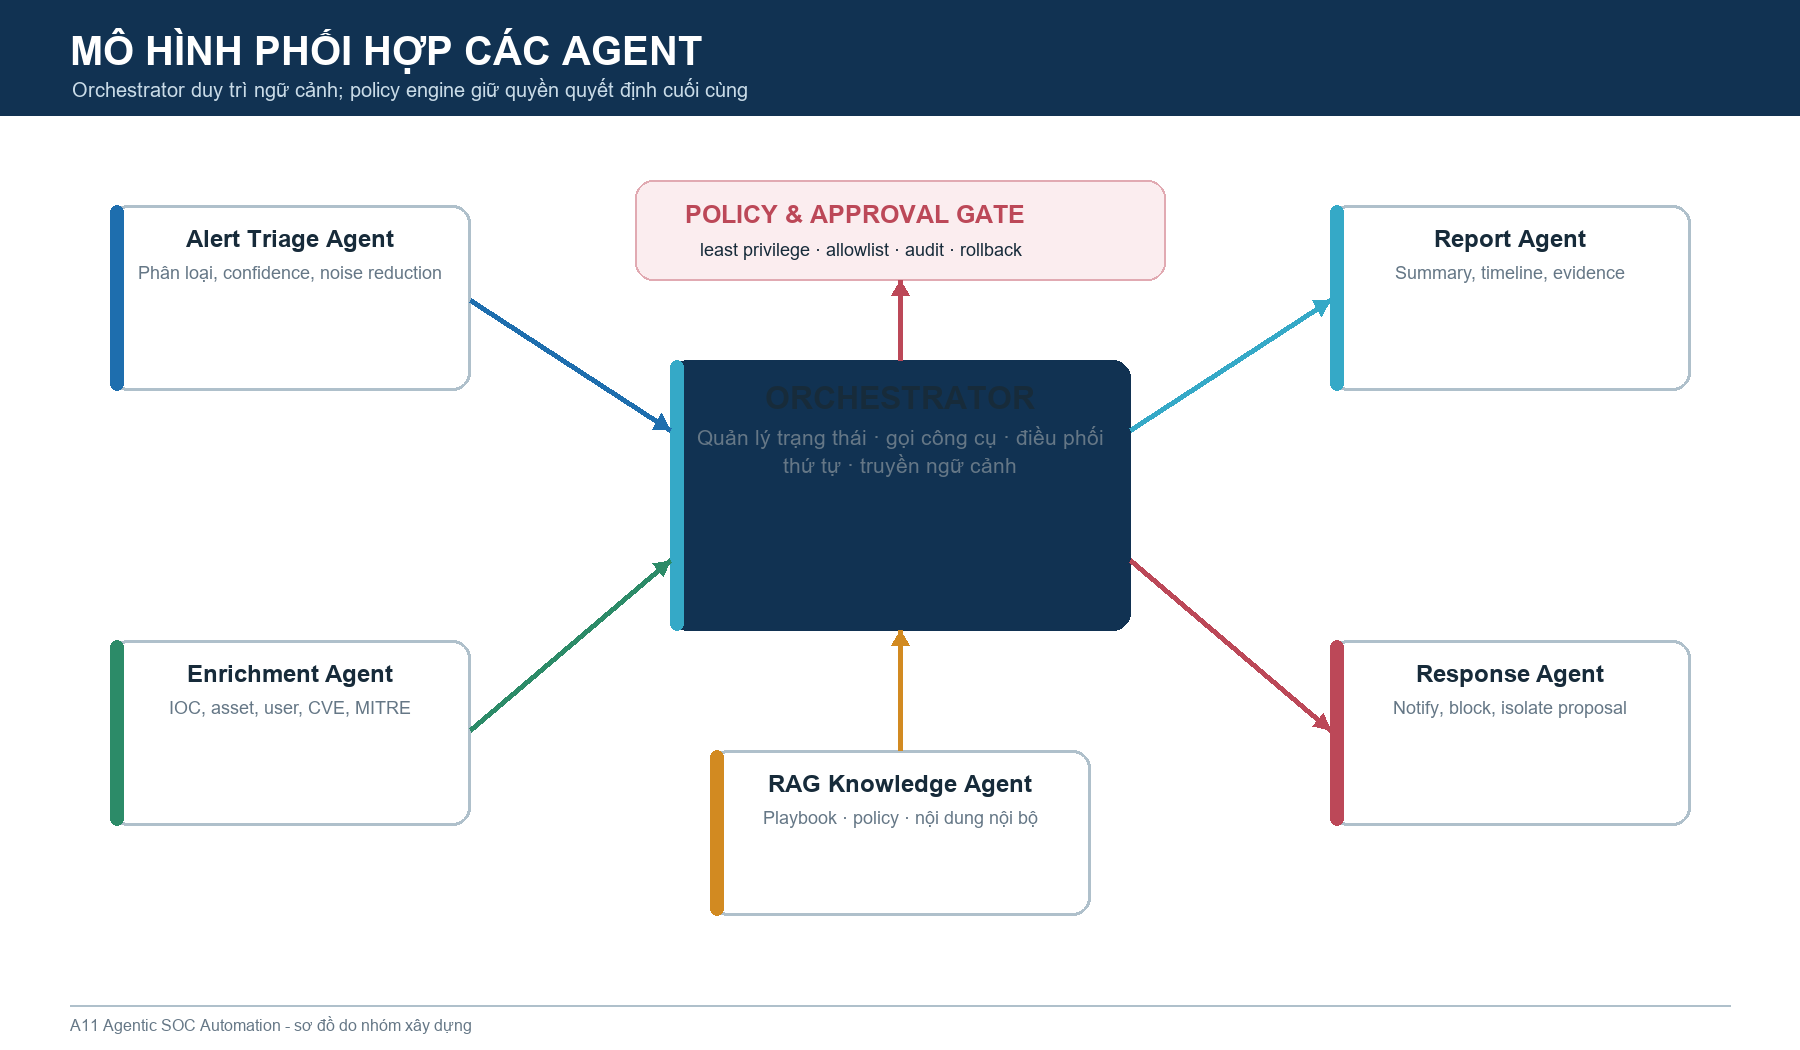 MÔ HÌNH PHỐI HỢP CÁC AGENT
Orchestrator duy trì ngữ cảnh; policy engine giữ quyền quyết định cuối cùng
POLICY & APPROVAL GATE
least privilege · allowlist · audit · rollback
Alert Triage Agent
Phân loại, confidence, noise reduction
Report Agent
Summary, timeline, evidence
ORCHESTRATOR
Quản lý trạng thái · gọi công cụ · điều phối
thứ tự · truyền ngữ cảnh
Enrichment Agent
IOC, asset, user, CVE, MITRE
Response Agent
Notify, block, isolate proposal
RAG Knowledge Agent
Playbook · policy · nội dung nội bộ
A11 Agentic SOC Automation - sơ đồ do nhóm xây dựng